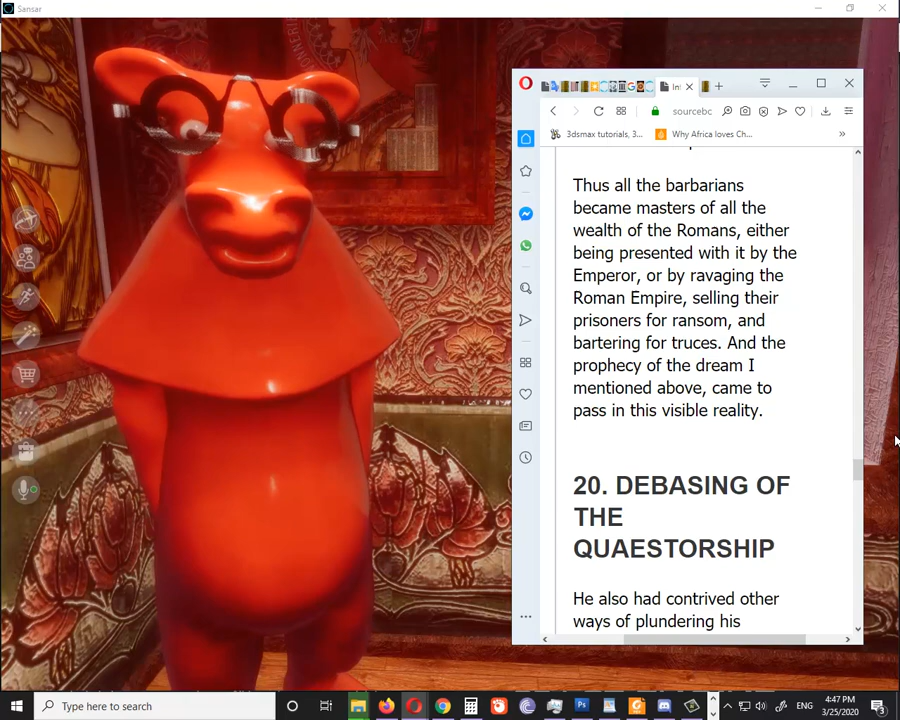 Sansar
In
sourcebc
3dsmax tutorials, 3...
Why Africa loves Ch...
»
Thus all the barbarians
became masters of all the
wealth of the Romans, either
being presented with it by the
Emperor, or by ravaging the
Roman Empire, selling their
prisoners for ransom, and
bartering for truces. And the
prophecy of the dream I
mentioned above, came to
pass in this visible reality.
20. DEBASING OF
THE
QUAESTORSHIP
He also had contrived other
ways of plundering his
Type here to search
ENG
4:47 PM
3/25/2020
3